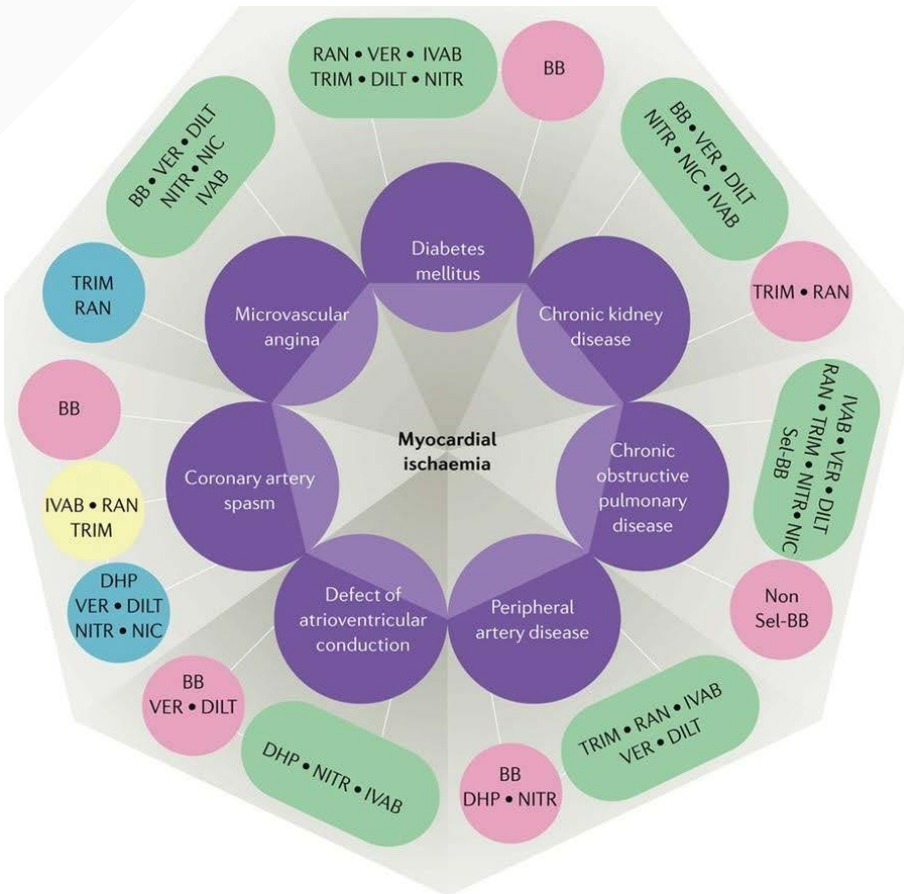 RAN • VER • IVAB
TRIM • DILT • NITR
BB
BB • VER • DILT
NITR • NIC • IVAB
TRIM • RAN
IVAB • VER • DILT
RAN • TRIM • NITR • NIC
Sel-BB
Non
Sel-BB
TRIM • RAN • IVAB
VER • DILT
BB
DHP • NITR
DHP • NITR • IVAB
BB
VER • DILT
DHP
VER • DILT
NITR • NIC
IVAB • RAN
TRIM
BB
TRIM
RAN
BB • VER • DILT
NITR • NIC
IVAB
Diabetes
mellitus
Chronic kidney
disease
Chronic
obstructive
pulmonary
disease
Peripheral
artery disease
Defect of
atrioventricular
conduction
Coronary artery
spasm
Microvascular
angina
Myocardial
ischaemia